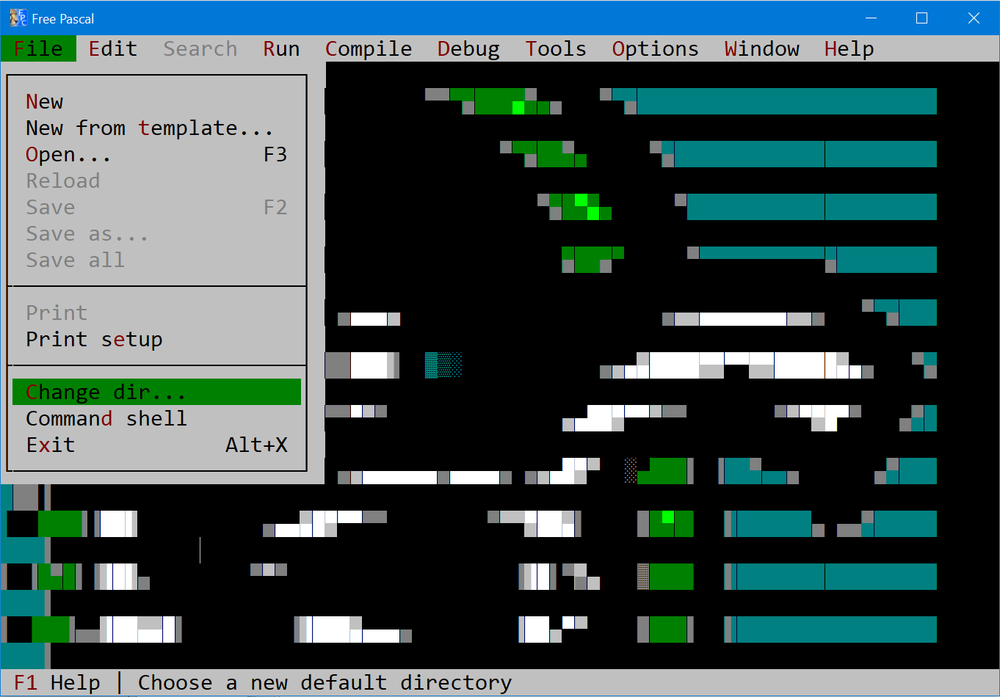 Free Pascal
File Edit Search Run Compile Debug Tools Options Window Help
New
New from template...
Open... F3
Reload
Save F2
Save as...
Save all
Print
Print setup
Change dir...
Command shell
Exit Alt+X
F1 Help | Choose a new default directory